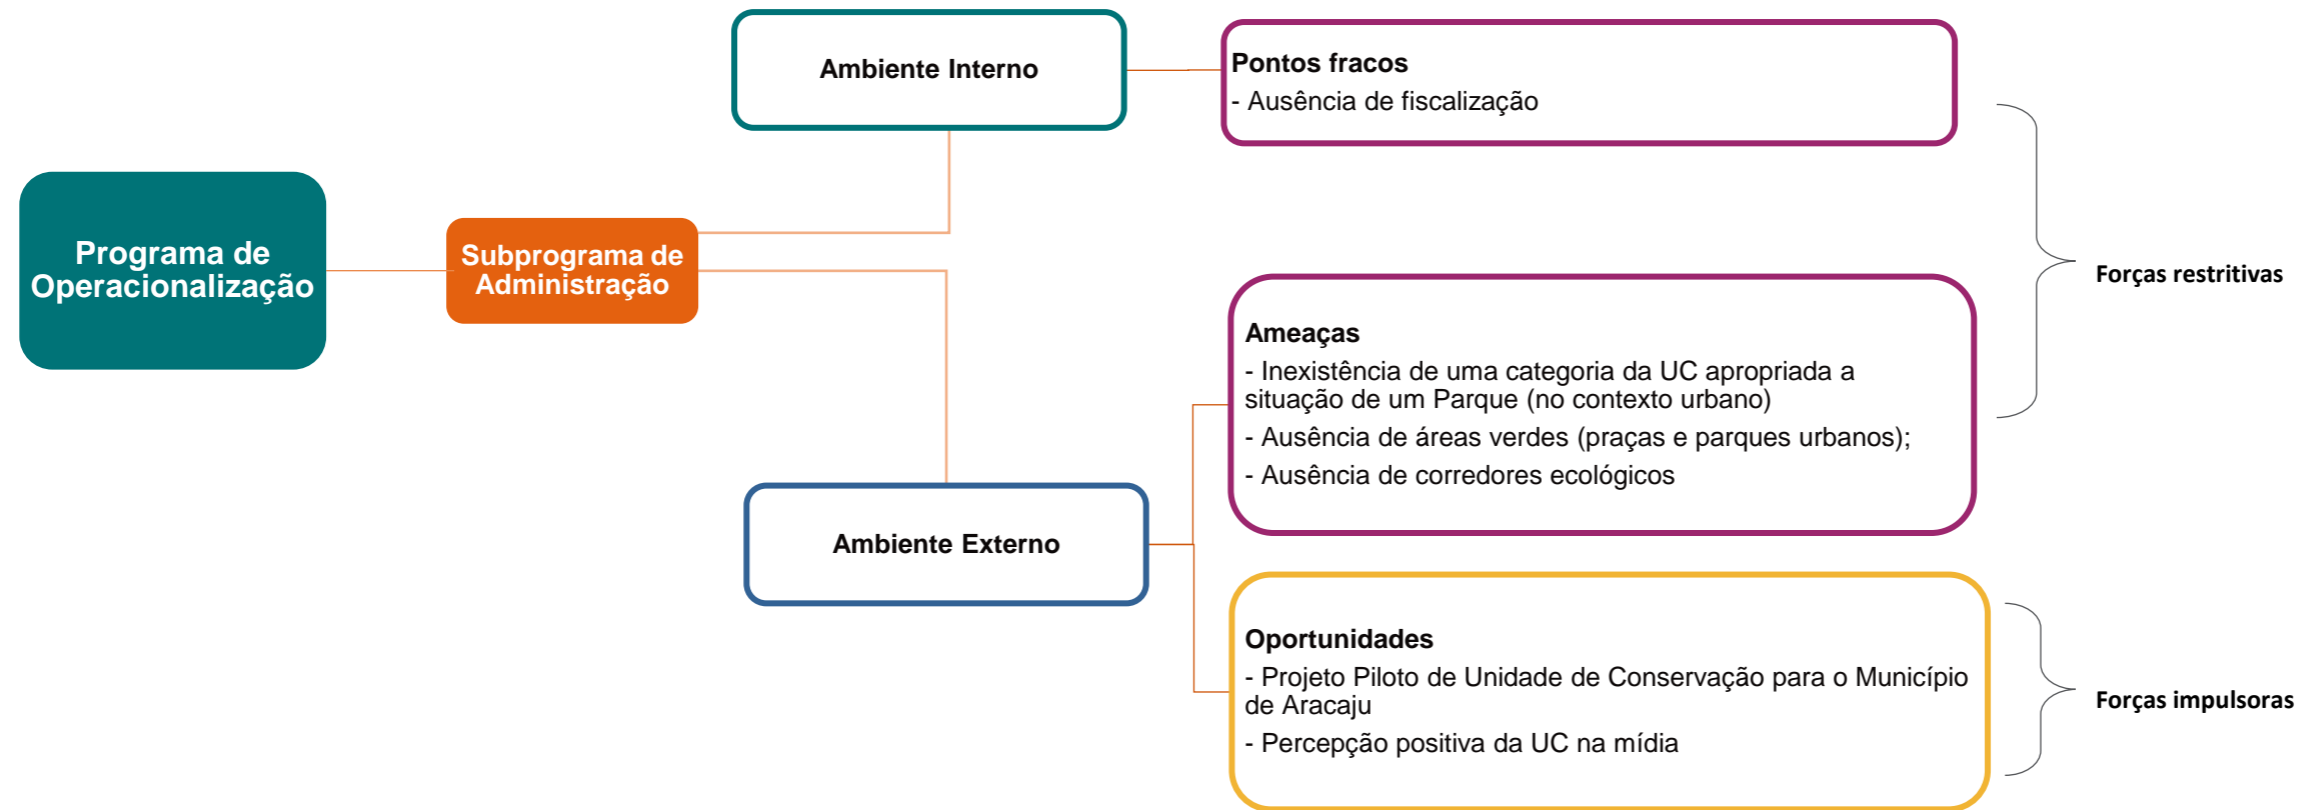 Programa de
Operacionalização
Subprograma de
Administração
Ambiente Interno
Pontos fracos
- Ausência de fiscalização
Forças restritivas
Ambiente Externo
Ameaças
- Inexistência de uma categoria da UC apropriada a
situação de um Parque (no contexto urbano)
- Ausência de áreas verdes (praças e parques urbanos);
- Ausência de corredores ecológicos
Oportunidades
- Projeto Piloto de Unidade de Conservação para o Município
de Aracaju
- Percepção positiva da UC na mídia
Forças impulsoras